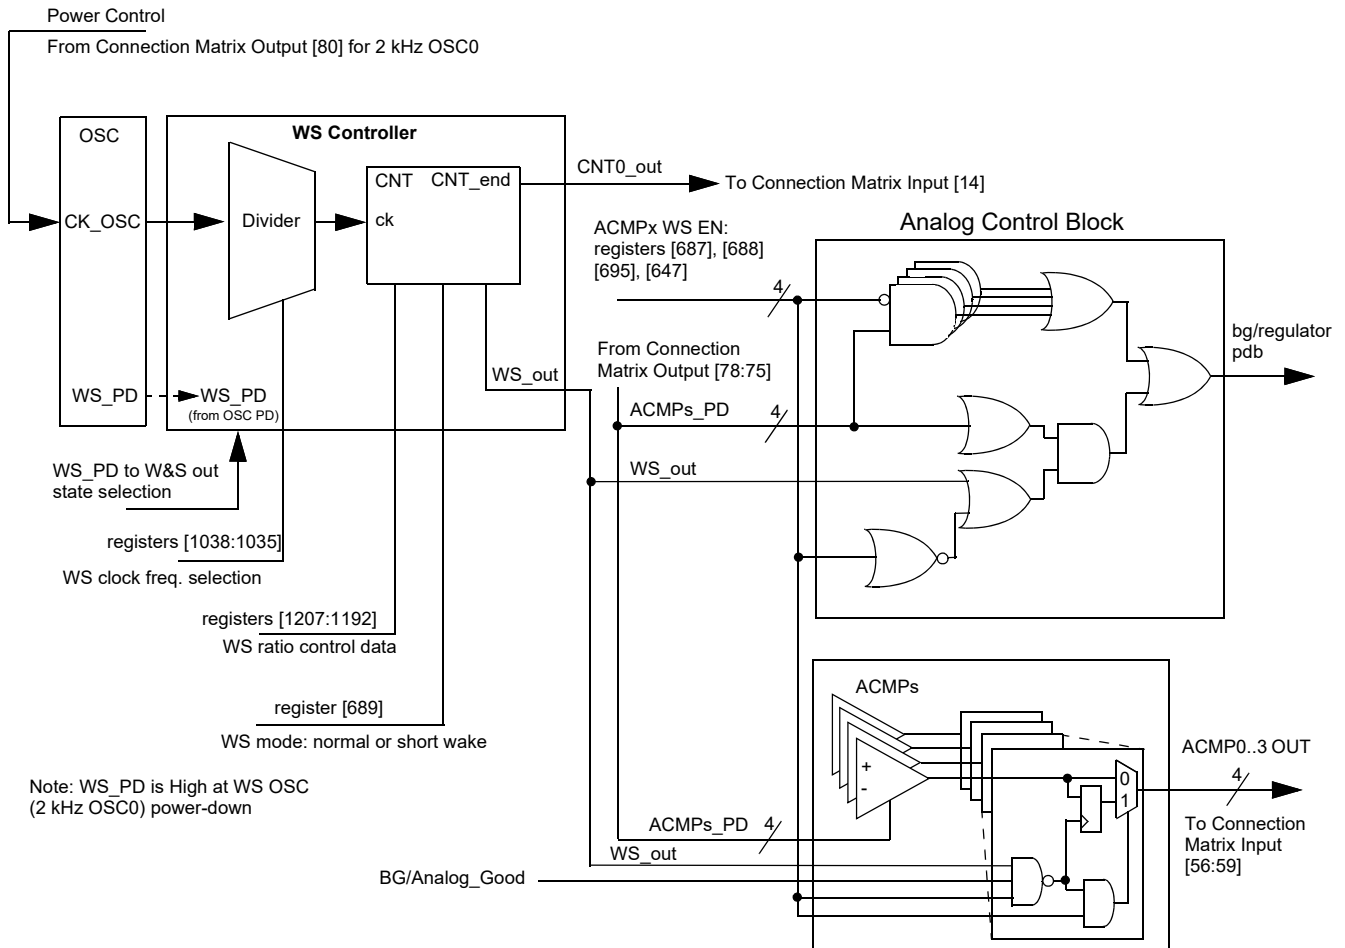 Power Control
From Connection Matrix Output [80] for 2 kHz OSC0
OSC
CK_OSC
WS_PD
WS Controller
Divider
CNT CNT_end
ck
WS_PD
(from OSC PD)
WS_out
CNT0_out
To Connection Matrix Input [14]
WS_PD to W&S out
state selection
registers [1038:1035]
WS clock freq. selection
registers [1207:1192]
WS ratio control data
register [689]
WS mode: normal or short wake
Note: WS_PD is High at WS OSC
(2 kHz OSC0) power-down
ACMPx WS EN:
registers [687], [688]
[695], [647]
4
From Connection
Matrix Output [78:75]
ACMPs_PD
4
WS_out
Analog Control Block
bg/regulator
pdb
ACMPs
+
-
0
1
ACMPs_PD
4
WS_out
BG/Analog_Good
ACMP0..3 OUT
4
To Connection
Matrix Input
[56:59]